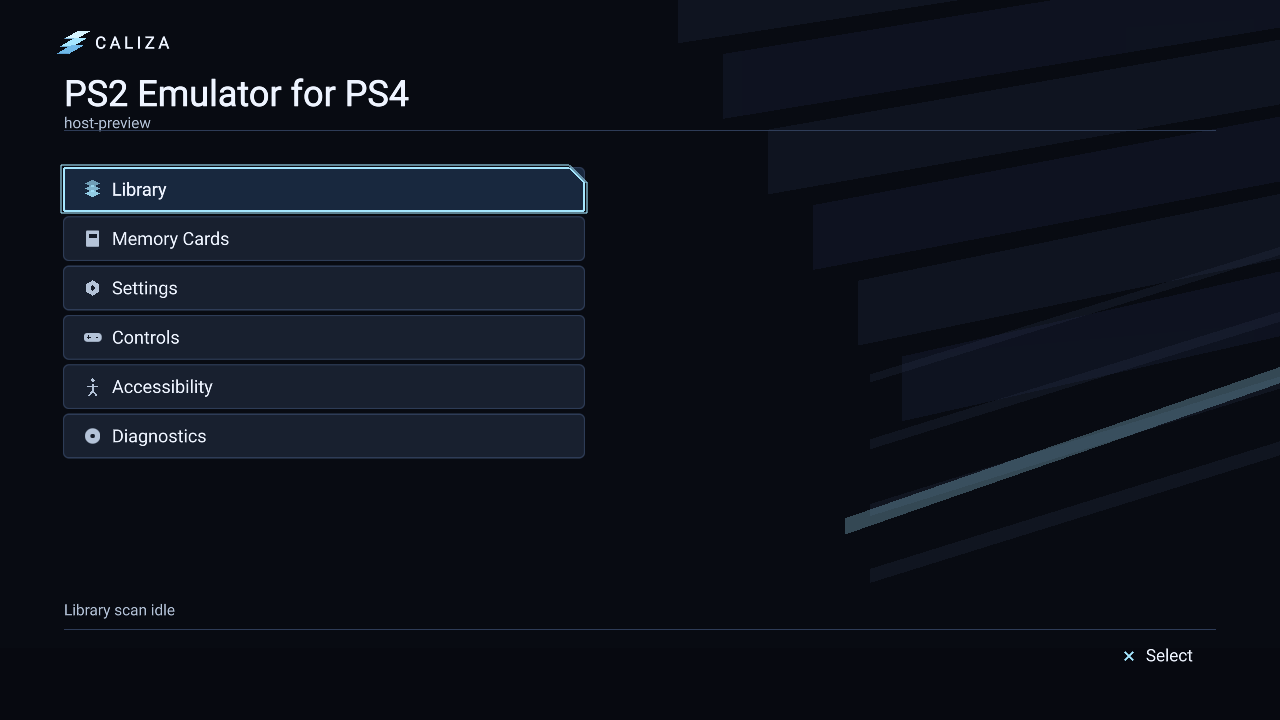 CALIZA
PS2 Emulator for PS4
host-preview
Library
Memory Cards
Settings
Controls
Accessibility
Diagnostics
Library scan idle
Select